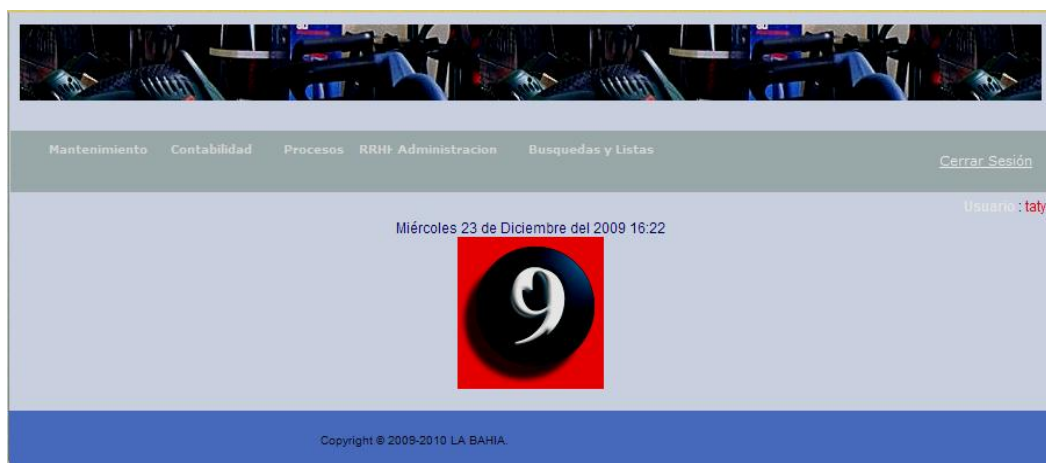 Mantenimiento Contabilidad Procesos RRHH Administracion Busquedas y Listas
Cerrar Sesión
Usuario : taty
Miércoles 23 de Diciembre del 2009 16:22
9
Copyright © 2009-2010 LA BAHIA.